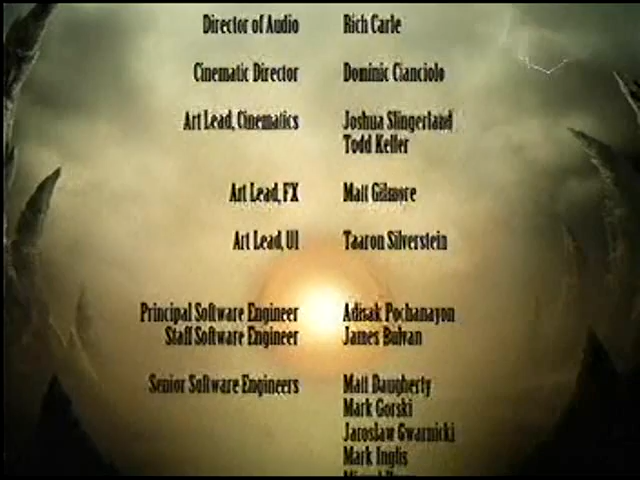 Director of Audio Rich Carle
Cinematic Director Dominic Cianciolo
Art Lead, Cinematics Joshua Slingerland
Todd Keller
Art Lead, FX Matt Gilmore
Art Lead, UI Taaron Silverstein
Principal Software Engineer Adisak Pochanayon
Staff Software Engineer James Bulvan
Senior Software Engineers Matt Daugherty
Mark Gorski
Jaroslaw Gwarnicki
Mark Inglis